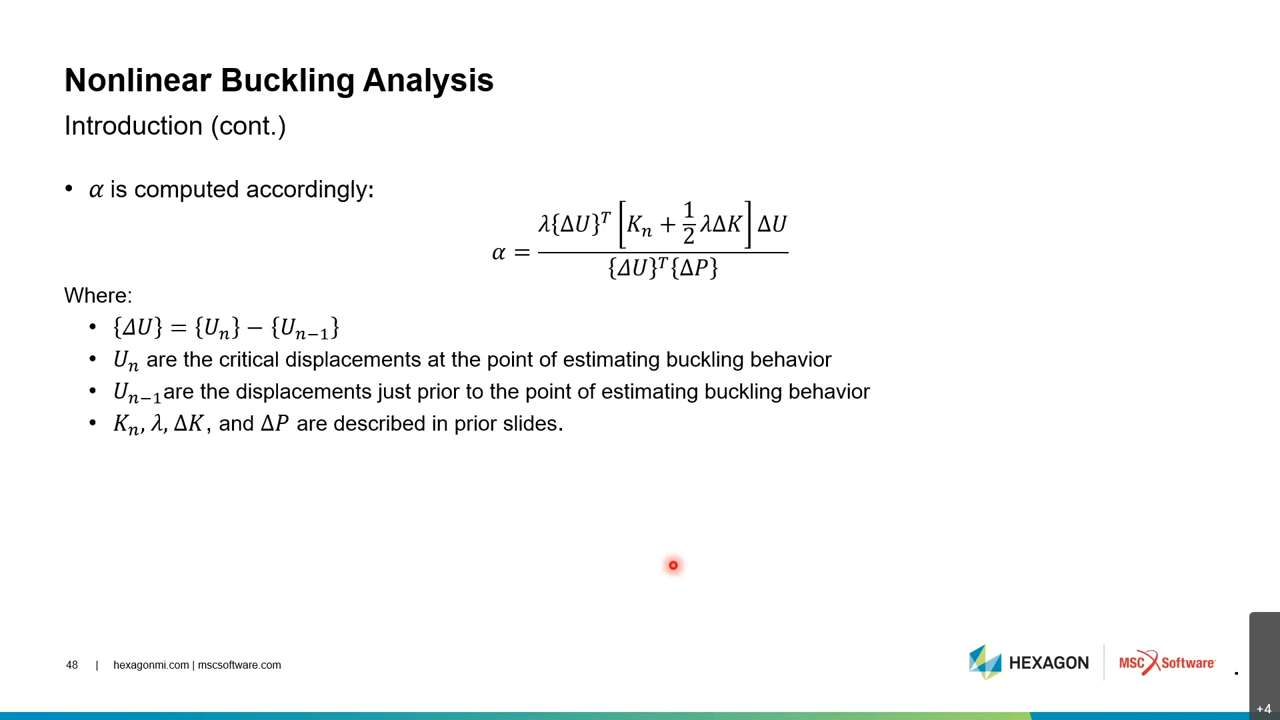 Nonlinear Buckling Analysis
Introduction (cont.)
• α is computed accordingly:
α = \frac{λ{ΔU}^T [K_n + \frac{1}{2} λΔK] ΔU}{{ΔU}^T{ΔP}}
Where:
• {ΔU} = {U_n} − {U_{n−1}}
• U_n are the critical displacements at the point of estimating buckling behavior
• U_{n−1}are the displacements just prior to the point of estimating buckling behavior
• K_n, λ, ΔK, and ΔP are described in prior slides.
48 | hexagonmi.com | mscsoftware.com
HEXAGON
MSC Software
+4